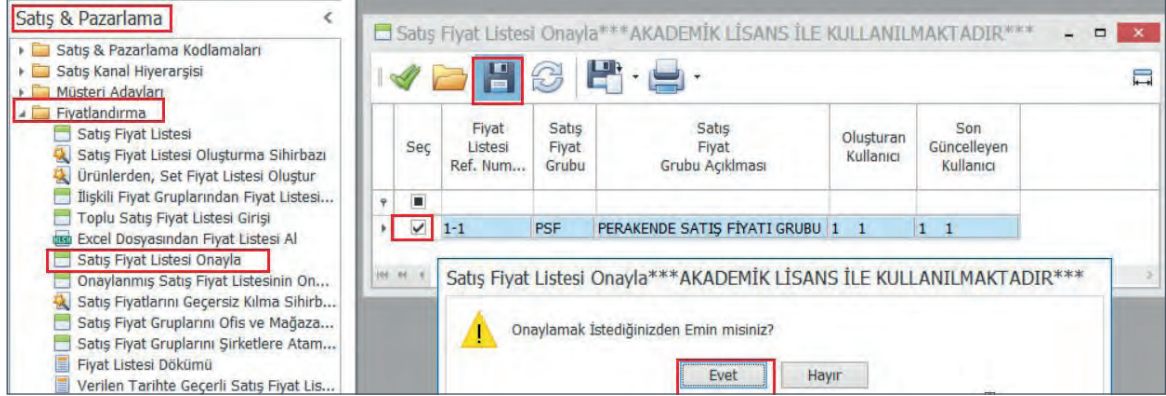 Satış & Pazarlama
Satış & Pazarlama Kodlamaları
Satış Kanal Hiyerarşisi
Müşteri Adayları
Fiyatlandırma
Satış Fiyat Listesi
Satış Fiyat Listesi Oluşturma Sihirbazı
Ürünlerden, Set Fiyat Listesi Oluştur
İlişkili Fiyat Gruplarından Fiyat Listesi...
Toplu Satış Fiyat Listesi Girişi
Excel Dosyasından Fiyat Listesi Al
Satış Fiyat Listesi Onayla
Onaylanmış Satış Fiyat Listesinin On...
Satış Fiyatlarını Geçersiz Kılma Sihirb...
Satış Fiyat Gruplarını Ofis ve Mağaza...
Satış Fiyat Gruplarını Şirketlere Atam...
Fiyat Listesi Dökümü
Verilen Tarihte Geçerli Satış Fiyat Lis...
Satış Fiyat Listesi Onayla***AKADEMİK LİSANS İLE KULLANILMAKTADIR***
Seç
Fiyat
Listesi
Ref. Num...
Satış
Fiyat
Grubu
Satış
Fiyat
Grubu Açıklması
Oluşturan
Kullanıcı
Son
Güncelleyen
Kullanıcı
1-1 PSF PERAKENDE SATIŞ FİYATI GRUBU 1 1 1 1
Satış Fiyat Listesi Onayla***AKADEMİK LİSANS İLE KULLANILMAKTADIR***
Onaylamak İstediğinizden Emin misiniz?
Evet Hayır